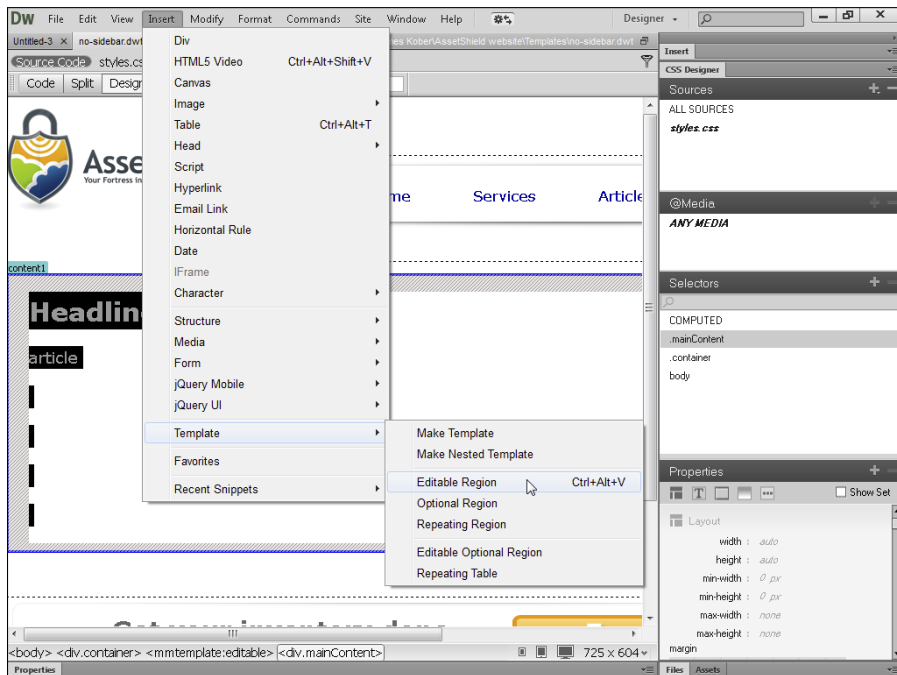 DW File Edit View Insert Modify Format Commands Site Window Help Designer
Untitled-3 × no-sidebar.dwt es Kober\AssetShield website\Templates\no-sidebar.dwt
Source Code styles.cs
Code Split Desig
Div
HTML5 Video Ctrl+Alt+Shift+V
Canvas
Image
Table Ctrl+Alt+T
Head
Script
Hyperlink
Email Link
Horizontal Rule
Date
IFrame
Character
Structure
Media
Form
jQuery Mobile
jQuery UI
Template
Favorites
Recent Snippets
Make Template
Make Nested Template
Editable Region Ctrl+Alt+V
Optional Region
Repeating Region
Editable Optional Region
Repeating Table
Asse
Your Fortress in
me Services Article
content1
Headlin
article
<body> <div.container> <mmtemplate:editable> <div.mainContent> 725 x 604
Properties
Insert
CSS Designer
Sources
ALL SOURCES
styles.css
@Media
ANY MEDIA
Selectors
COMPUTED
.mainContent
.container
body
Properties
T Show Set
Layout
width : auto
height : auto
min-width : 0 px
min-height : 0 px
max-width : none
max-height : none
margin
Files Assets